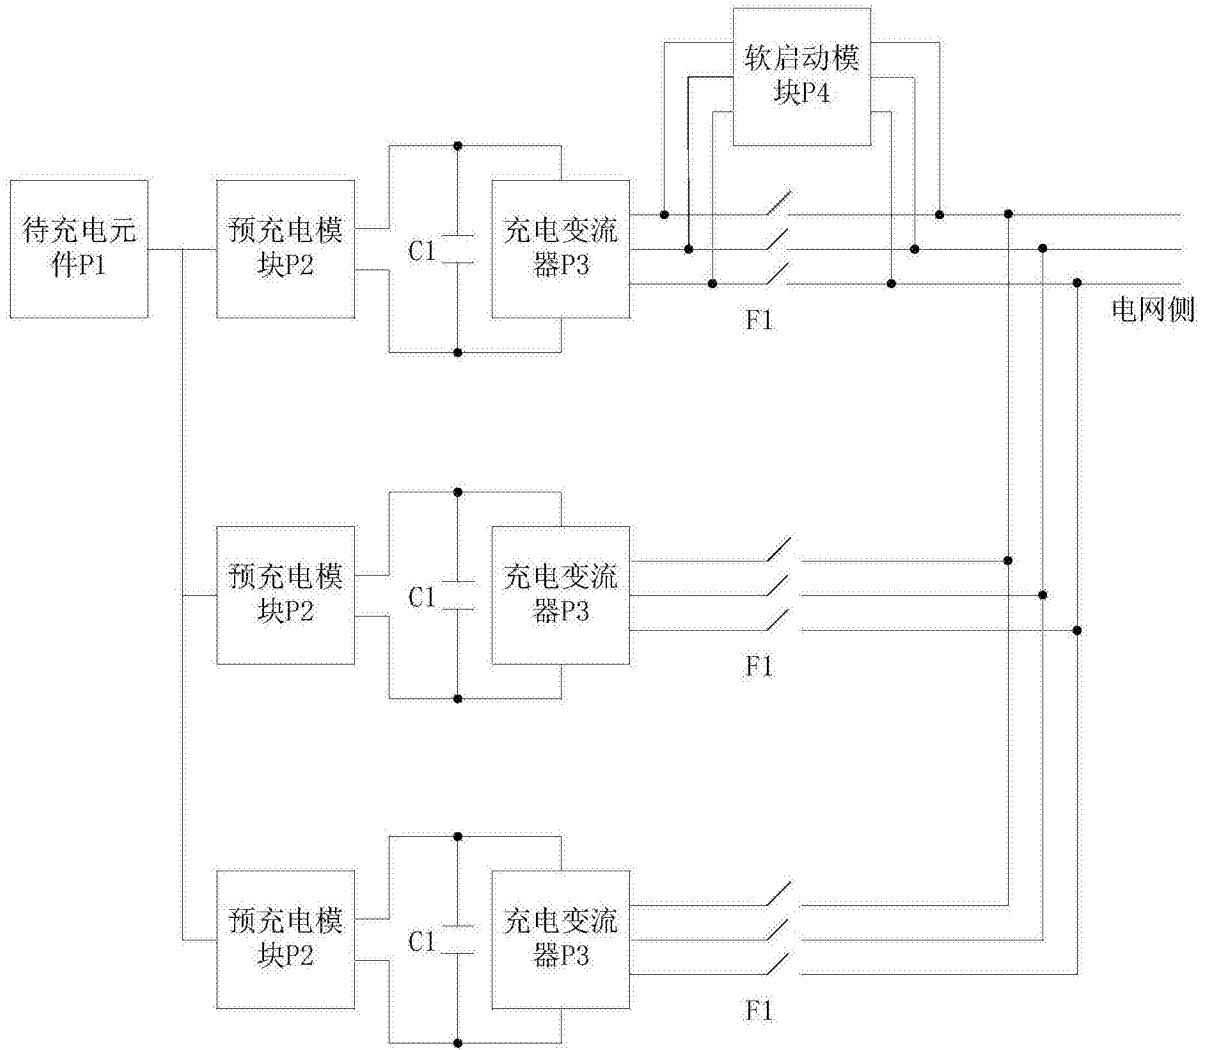 软启动模
块P4
待充电元
件P1
预充电模
块P2
C1
充电变流
器P3
F1
电网侧
预充电模
块P2
C1
充电变流
器P3
F1
预充电模
块P2
C1
充电变流
器P3
F1